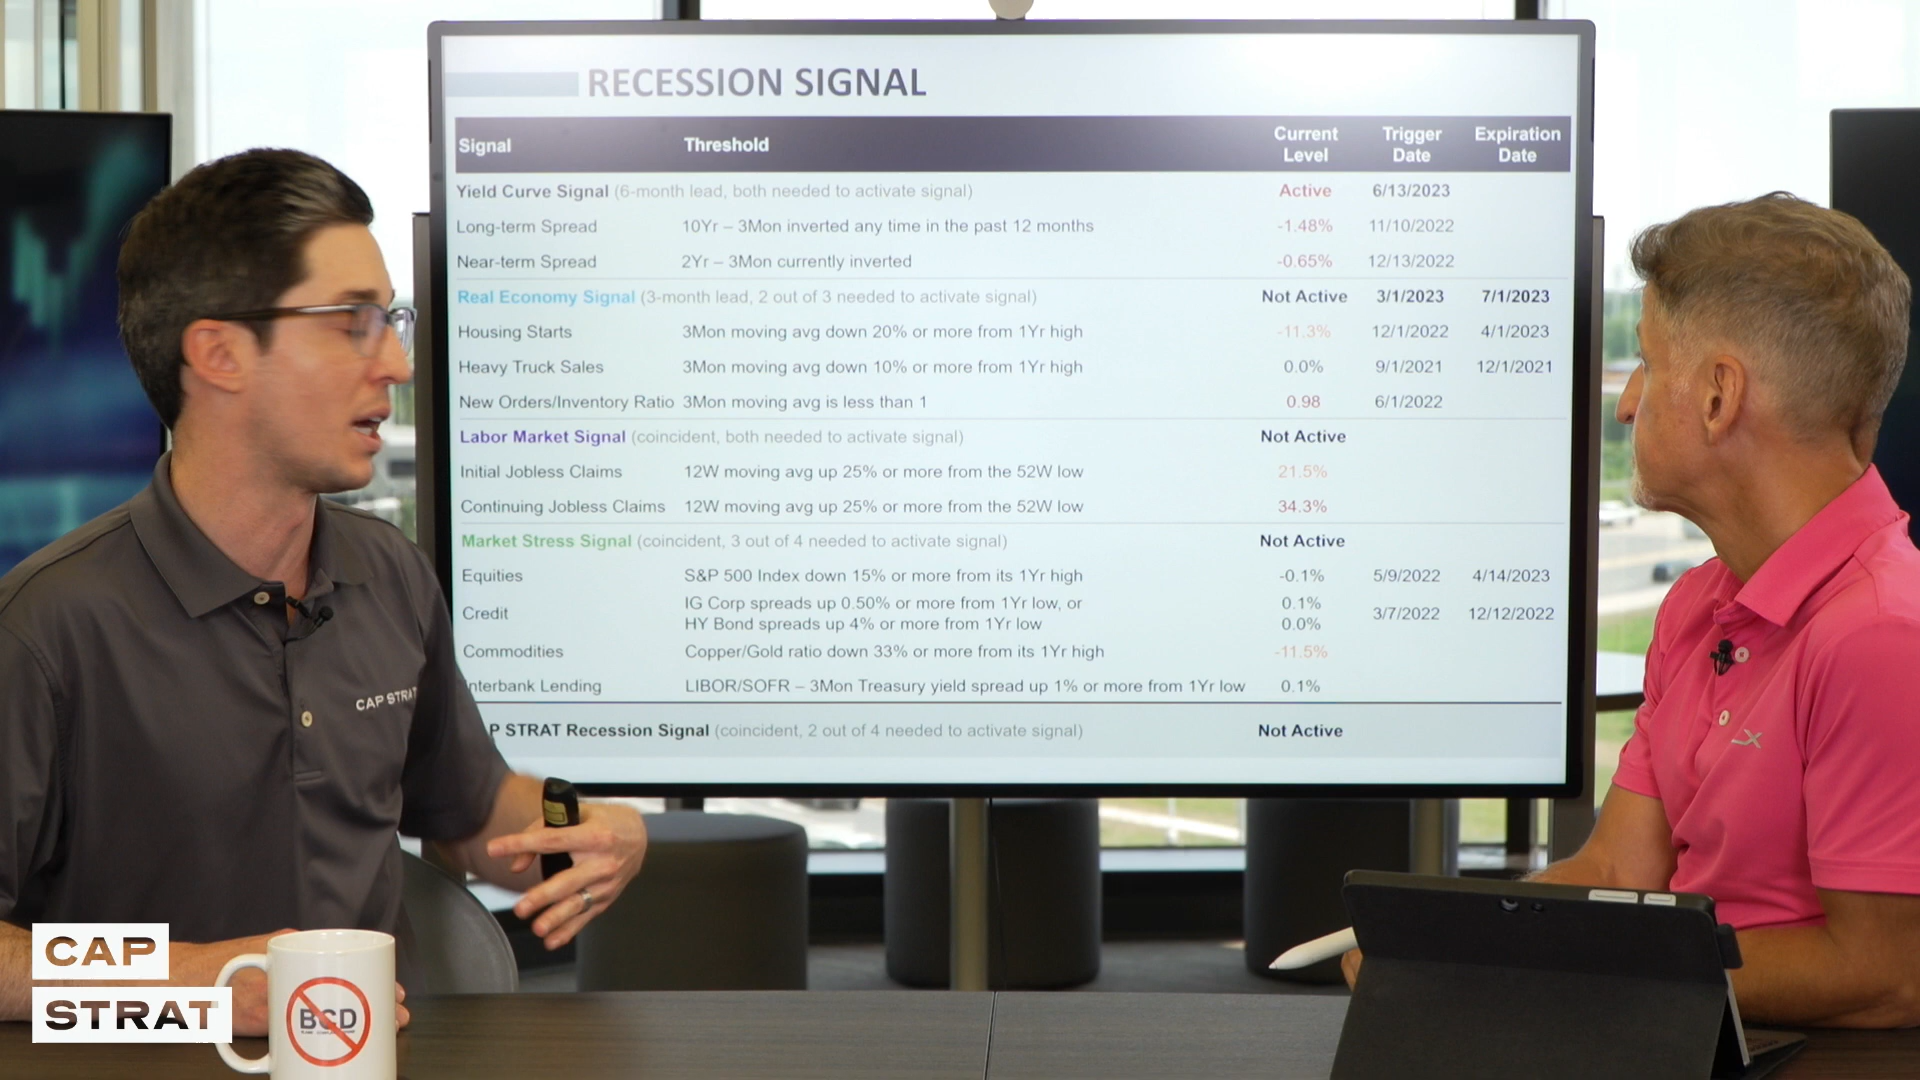 RECESSION SIGNAL
Signal Threshold Current Level Trigger Date Expiration Date
Yield Curve Signal (6-month lead, both needed to activate signal) Active 6/13/2023
Long-term Spread 10Yr – 3Mon inverted any time in the past 12 months -1.48% 11/10/2022
Near-term Spread 2Yr – 3Mon currently inverted -0.65% 12/13/2022
Real Economy Signal (3-month lead, 2 out of 3 needed to activate signal) Not Active 3/1/2023 7/1/2023
Housing Starts 3Mon moving avg down 20% or more from 1Yr high -11.3% 12/1/2022 4/1/2023
Heavy Truck Sales 3Mon moving avg down 10% or more from 1Yr high 0.0% 9/1/2021 12/1/2021
New Orders/Inventory Ratio 3Mon moving avg is less than 1 0.98 6/1/2022
Labor Market Signal (coincident, both needed to activate signal) Not Active
Initial Jobless Claims 12W moving avg up 25% or more from the 52W low 21.5%
Continuing Jobless Claims 12W moving avg up 25% or more from the 52W low 34.3%
Market Stress Signal (coincident, 3 out of 4 needed to activate signal) Not Active
Equities S&P 500 Index down 15% or more from its 1Yr high -0.1% 5/9/2022 4/14/2023
Credit IG Corp spreads up 0.50% or more from 1Yr low, or 0.1% 3/7/2022 12/12/2022
HY Bond spreads up 4% or more from 1Yr low 0.0%
Commodities Copper/Gold ratio down 33% or more from its 1Yr high -11.5%
nterbank Lending LIBOR/SOFR – 3Mon Treasury yield spread up 1% or more from 1Yr low 0.1%
P STRAT Recession Signal (coincident, 2 out of 4 needed to activate signal) Not Active
CAP STRAT
CAP
STRAT
BCD